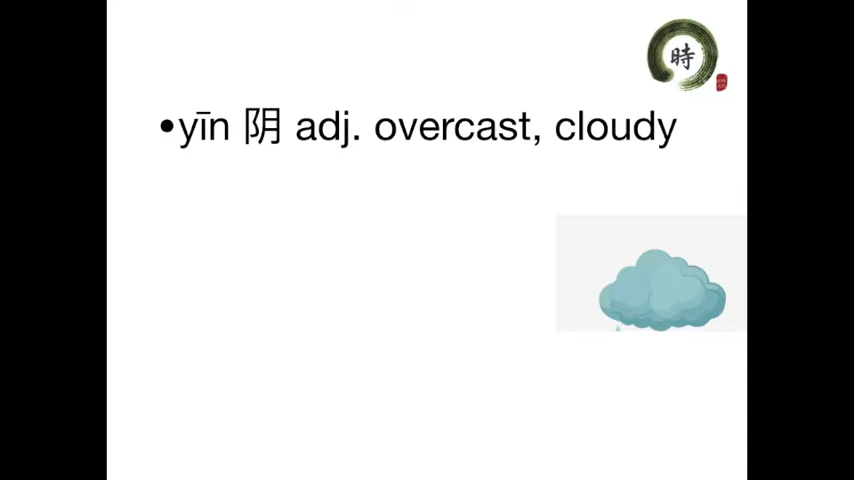 時
•yīn 阴 adj. overcast, cloudy